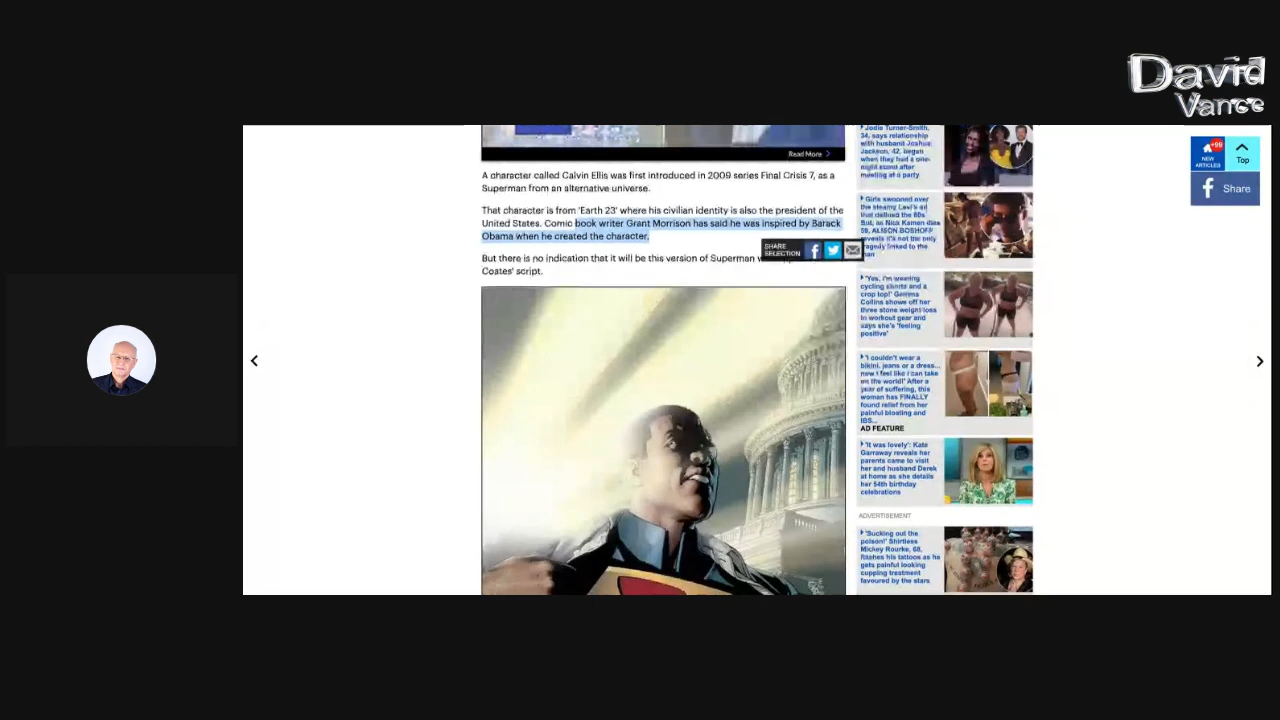 David
Vance
Read More
A character called Calvin Ellis was first introduced in 2009 series Final Crisis 7, as a
Superman from an alternative universe.
That character is from 'Earth 23' where his civilian identity is also the president of the
United States. Comic book writer Grant Morrison has said he was inspired by Barack
Obama when he created the character.
SHARE
SELECTION
But there is no indication that it will be this version of Superman
Coates' script.
Jodie Turner-Smith,
34, says relationship
with husband Joshua
Jackson, 42, began
when they had a one-
night stand after
meeting at a party
Girls swooned over
the steamy Levi's ad
that defined the 80s
But, as Nick Kamen dies
59, ALISON BOSHOFF
reveals it's not the only
tragedy linked to the
man
'Yes, I'm wearing
cycling shorts and a
crop top!' Gemma
Collins shows off her
three stone weight loss
in workout gear and
says she's 'feeling
positive'
'I couldn't wear a
bikini, jeans or a dress...
now I feel like I can take
on the world!' After a
year of suffering, this
woman has FINALLY
found relief from her
painful bloating and
IBS...
AD FEATURE
'It was lovely': Kate
Garraway reveals her
parents came to visit
her and husband Derek
at home as she details
her 54th birthday
celebrations
ADVERTISEMENT
'Sucking out the
poison!' Shirtless
Mickey Rourke, 68,
flashes his tattoos as he
gets painful looking
cupping treatment
favoured by the stars
+99
NEW
ARTICLES
Top
Share